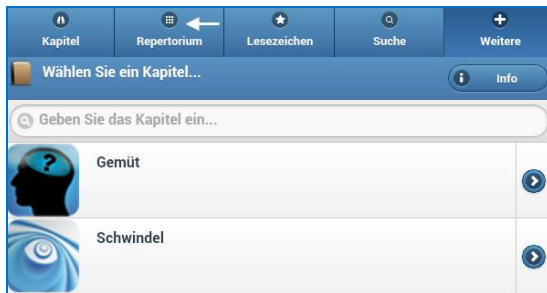 Kapitel Repertorium Lesezeichen Suche Weitere
Wählen Sie ein Kapitel... Info
Geben Sie das Kapitel ein...
Gemüt
Schwindel